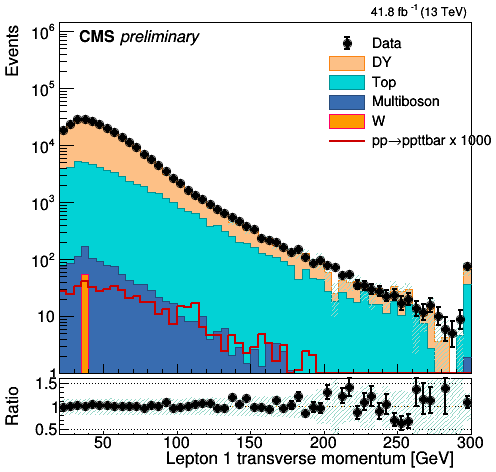 41.8 fb⁻¹ (13 TeV)
CMS preliminary
Events
10⁶
10⁵
10⁴
10³
10²
10
1
Data
DY
Top
Multiboson
W
pp→ppttbar x 1000
Ratio
1.5
1
0.5
50 100 150 200 250 300
Lepton 1 transverse momentum [GeV]